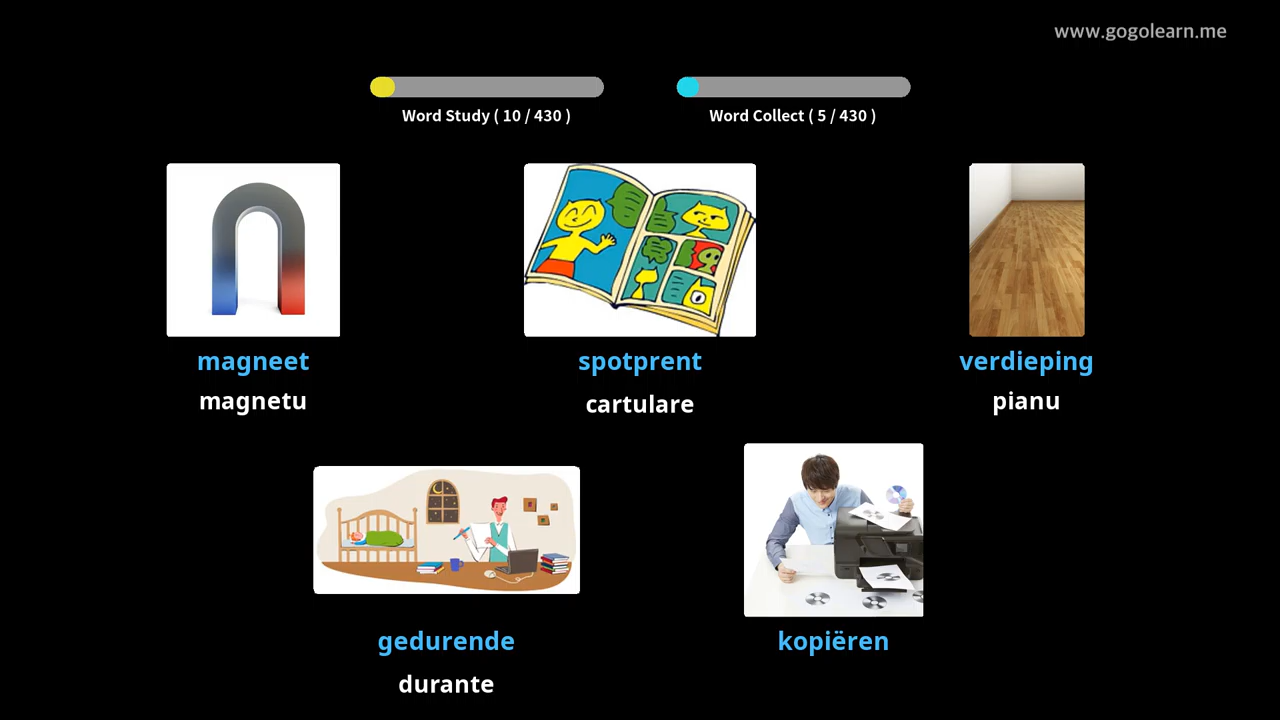 www.gogolearn.me
Word Study ( 10 / 430 )
Word Collect ( 5 / 430 )
magneet
magnetu
spotprent
cartulare
verdieping
pianu
gedurende
durante
kopiëren